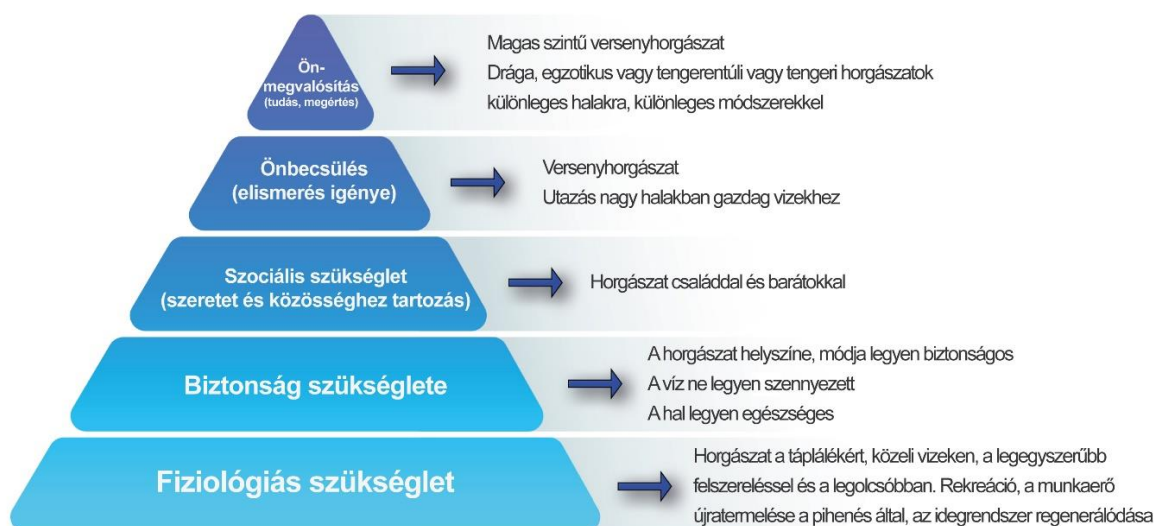 Ön-
megvalósítás
(tudás, megértés)
Magas szintű versenyhorgászat
Drága, egzotikus vagy tengerentúli vagy tengeri horgászatok
különleges halakra, különleges módszerekkel
Önbecsülés
(elismerés igénye)
Versenyhorgászat
Utazás nagy halakban gazdag vizekhez
Szociális szükséglet
(szeretet és közösséghez tartozás)
Horgászat családdal és barátokkal
Biztonság szükséglete
A horgászat helyszíne, módja legyen biztonságos
A víz ne legyen szennyezett
A hal legyen egészséges
Fiziológiás szükséglet
Horgászat a táplálékért, közeli vizeken, a legegyszerűbb
felszereléssel és a legolcsóbban. Rekreáció, a munkaerő
újratermelése a pihenés által, az idegrendszer regenerálódása